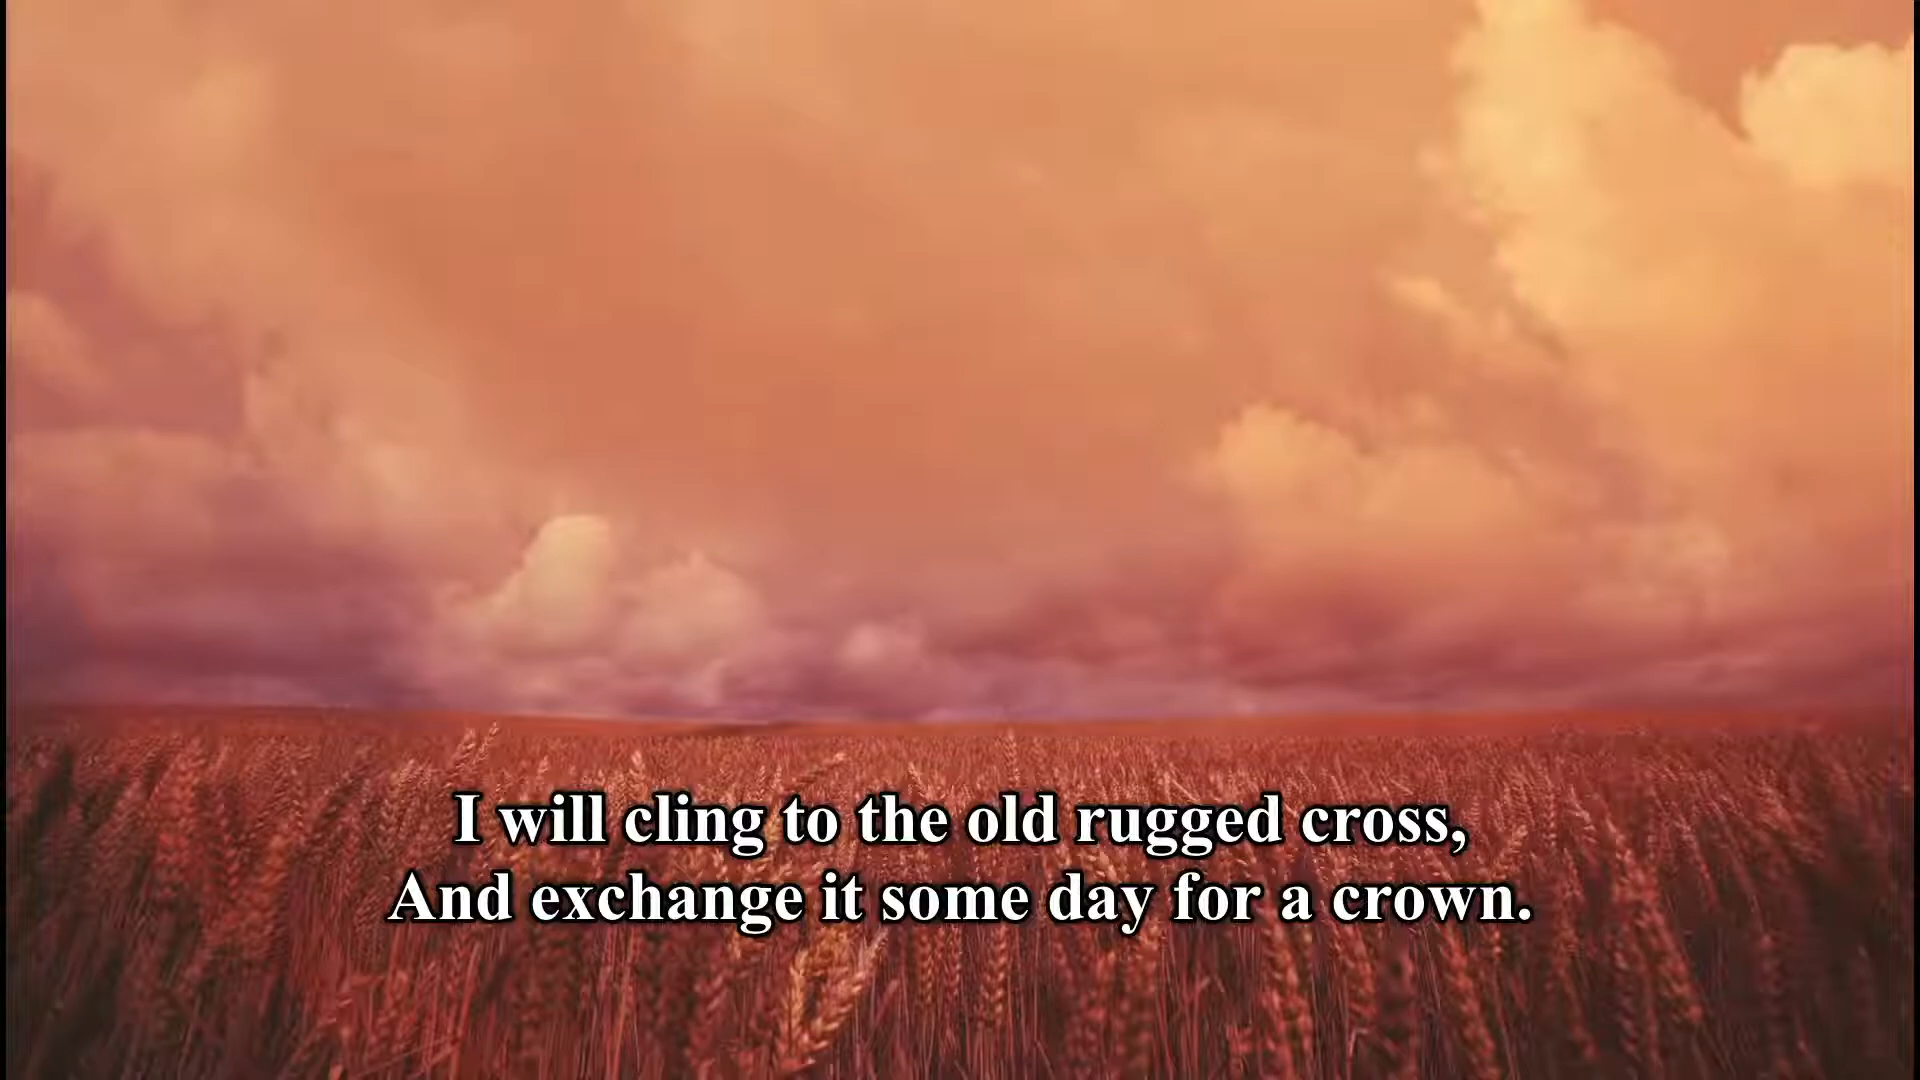 I will cling to the old rugged cross,
And exchange it some day for a crown.